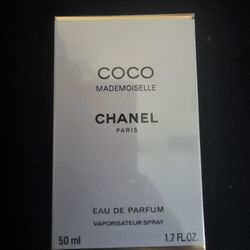 COCO
MADEMOISELLE
CHANEL
PARIS
EAU DE PARFUM
VAPORISATEUR SPRAY
50 ml 1.7 FL.OZ.